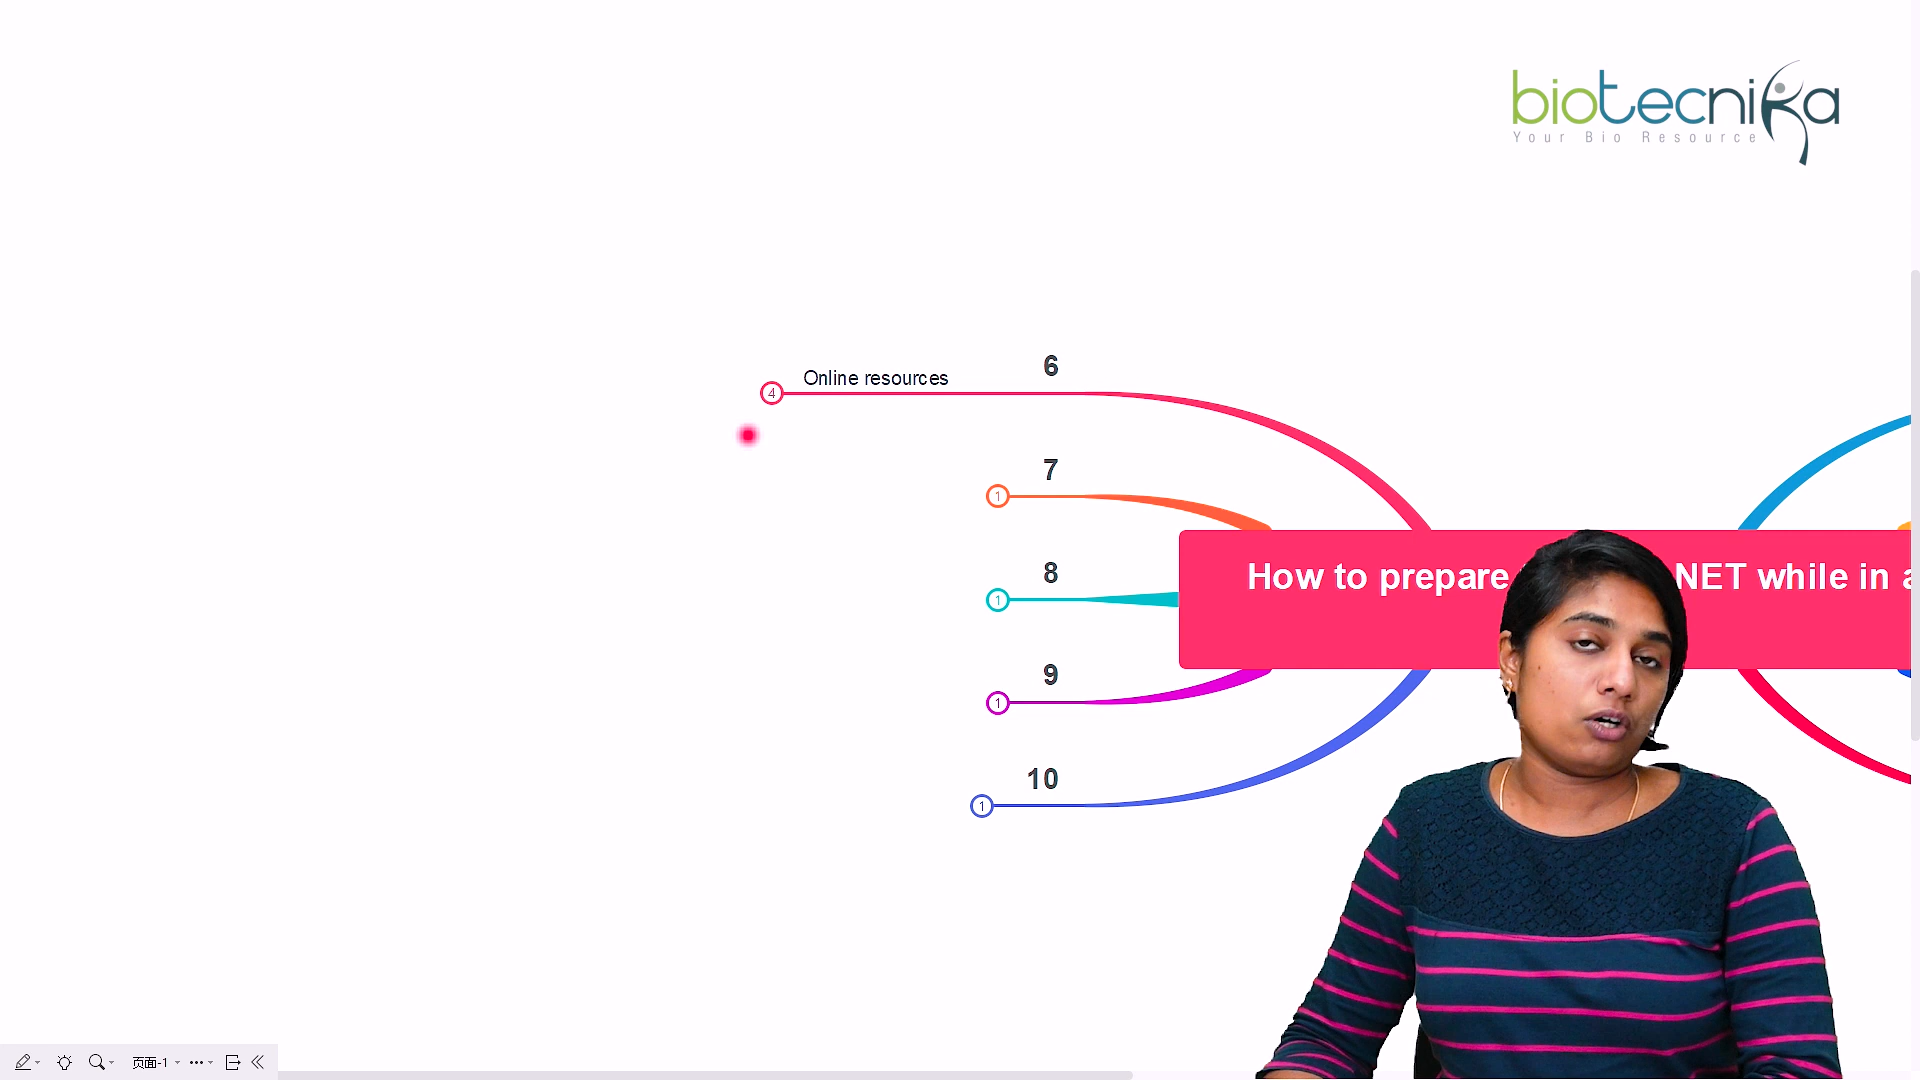 biotecnika
Your Bio Resource
6
Online resources
4
7
1
How to prepare NET while in a
8
1
9
1
10
1
页面-1